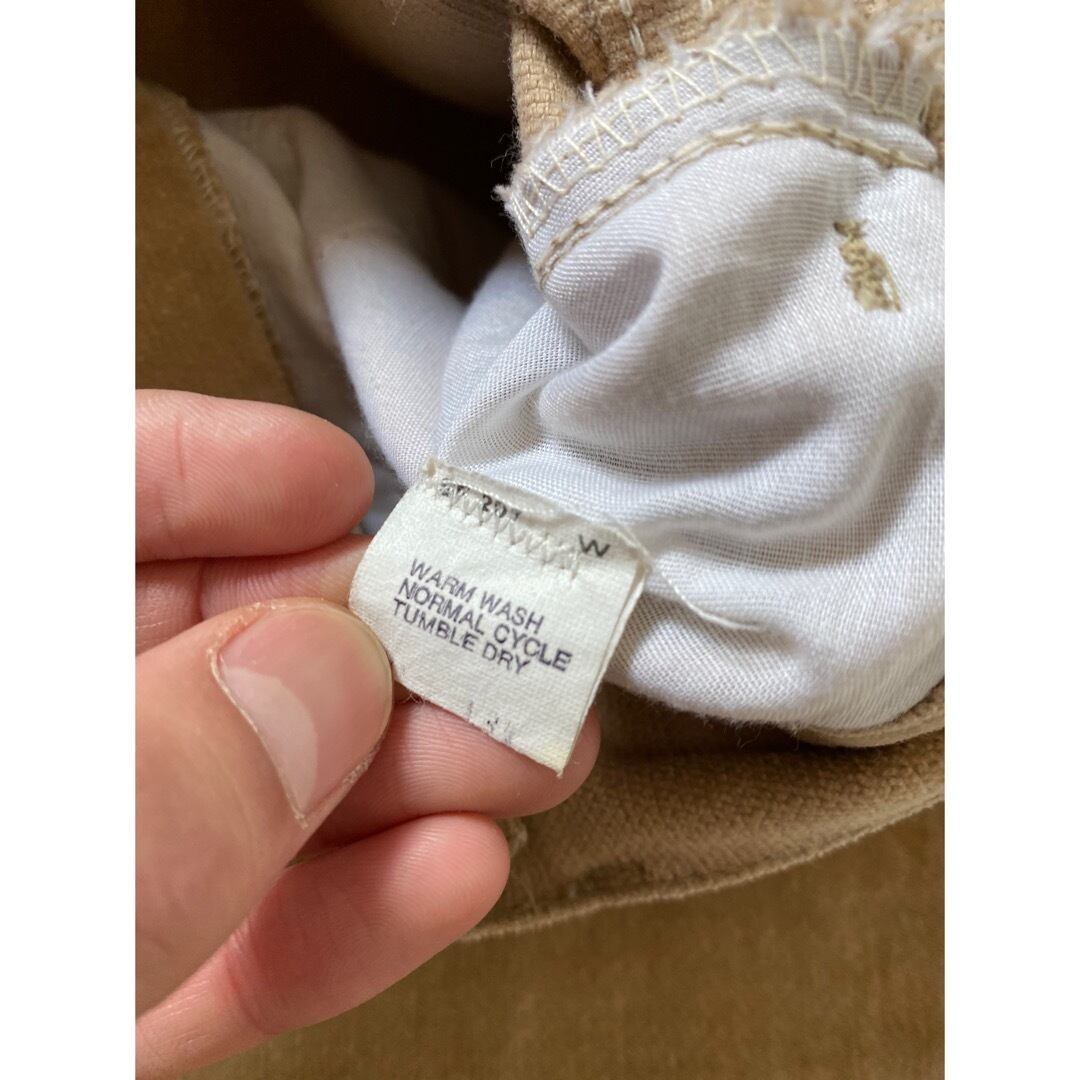 W
WARM WASH
NORMAL CYCLE
TUMBLE DRY